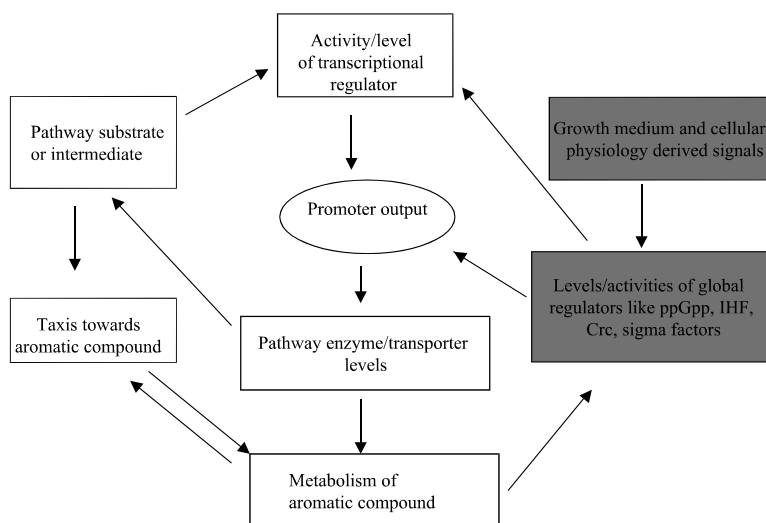 Activity/level
of transcriptional
regulator
Pathway substrate
or intermediate
Growth medium and cellular
physiology derived signals
Promoter output
Levels/activities of global
regulators like ppGpp, IHF,
Crc, sigma factors
Taxis towards
aromatic compound
Pathway enzyme/transporter
levels
Metabolism of
aromatic compound